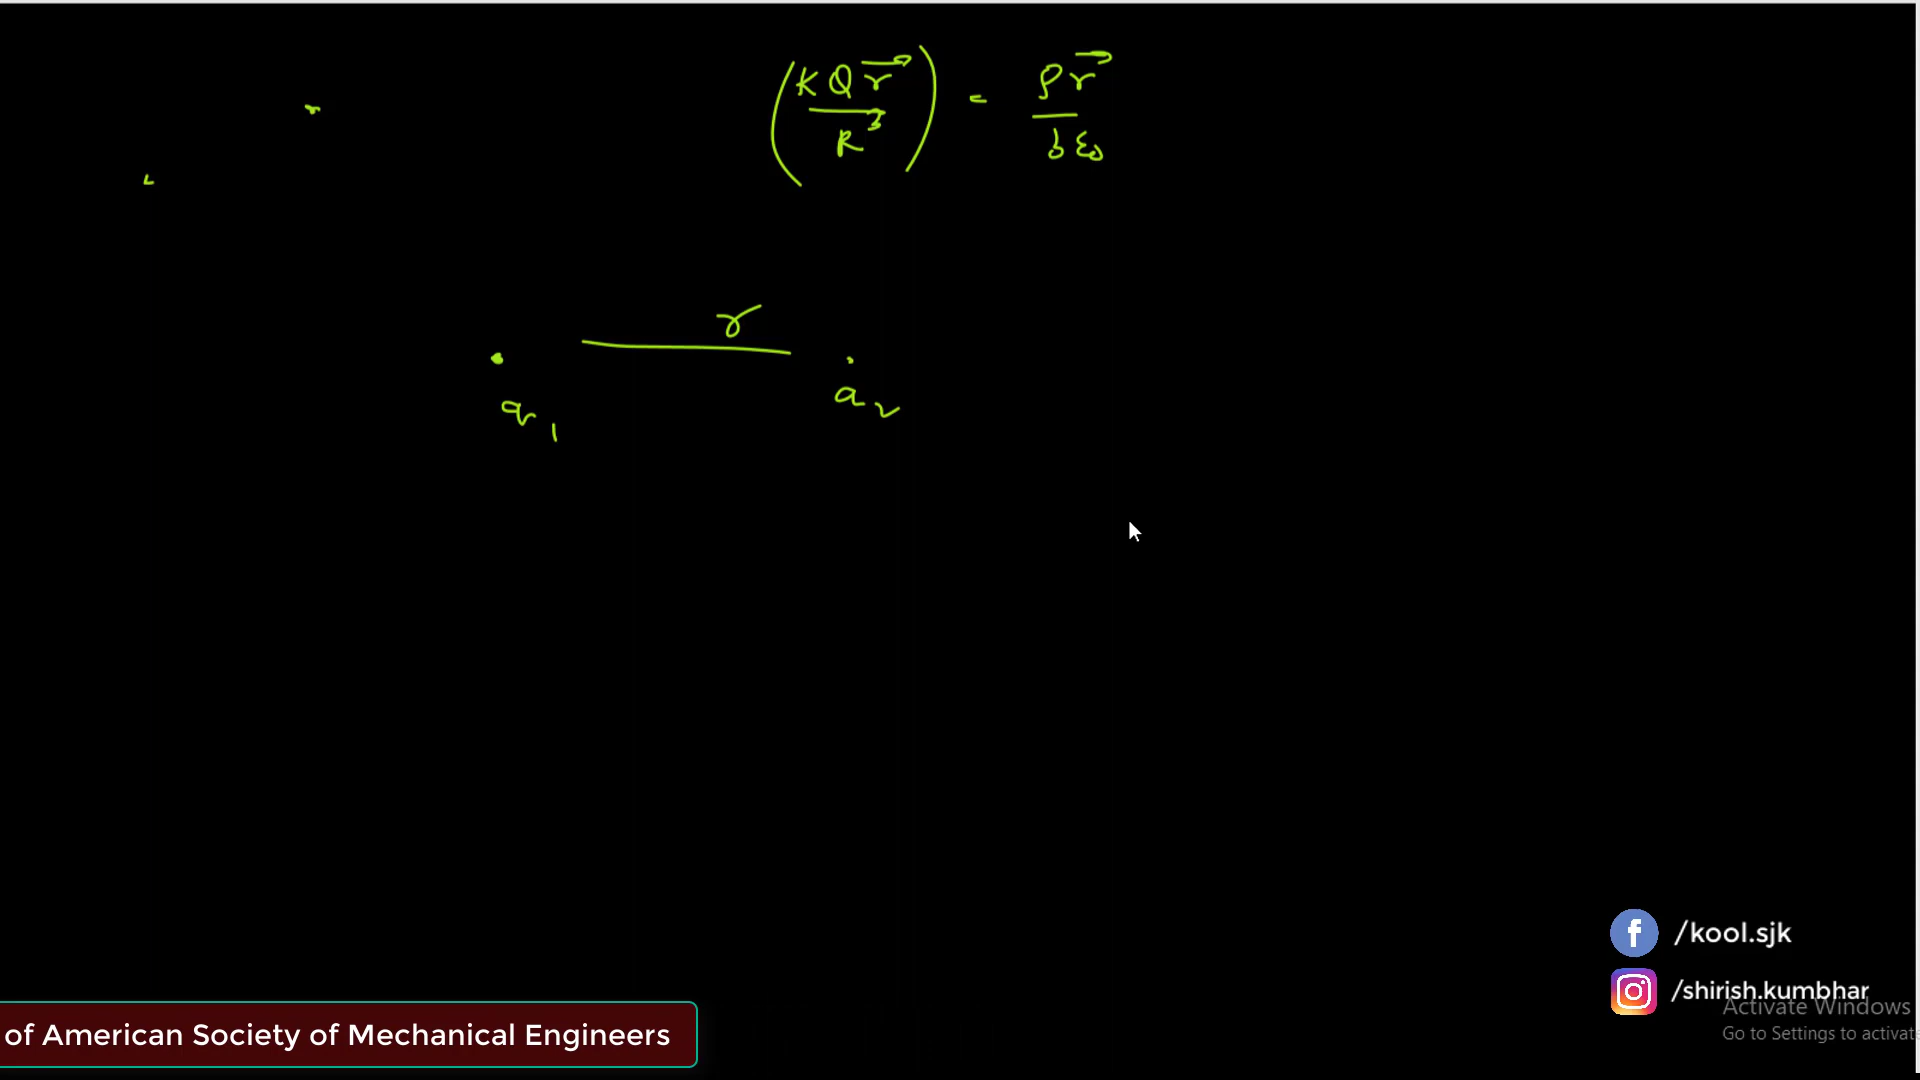 (KQr⃗ / R³) = ρr⃗ / 3ε₀
r
q₁ q₂
/kool.sjk
/shirish.kumbhar
Activate Windows
Go to Settings to activat
of American Society of Mechanical Engineers